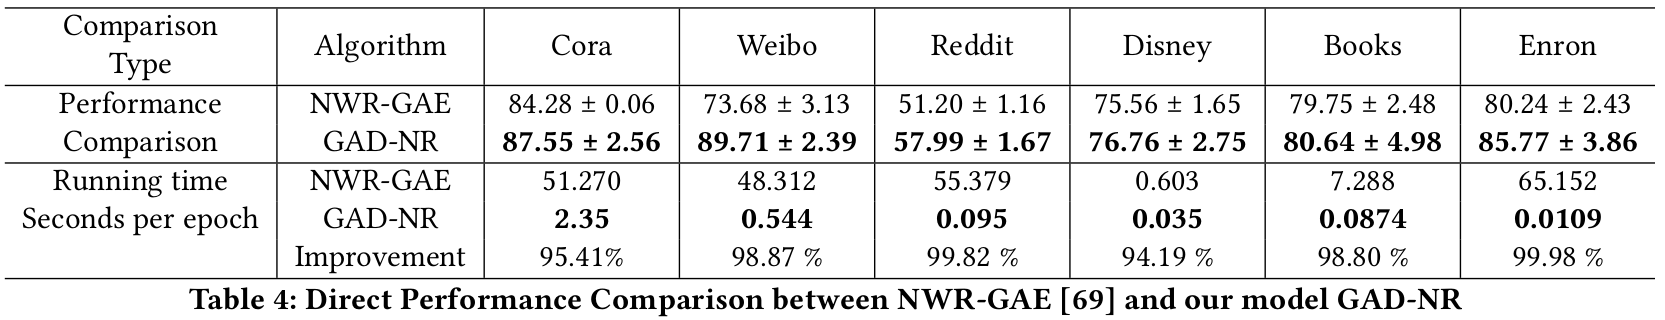 Comparison Type Algorithm Cora Weibo Reddit Disney Books Enron
Performance NWR-GAE 84.28 ± 0.06 73.68 ± 3.13 51.20 ± 1.16 75.56 ± 1.65 79.75 ± 2.48 80.24 ± 2.43
Comparison GAD-NR 87.55 ± 2.56 89.71 ± 2.39 57.99 ± 1.67 76.76 ± 2.75 80.64 ± 4.98 85.77 ± 3.86
Running time NWR-GAE 51.270 48.312 55.379 0.603 7.288 65.152
Seconds per epoch GAD-NR 2.35 0.544 0.095 0.035 0.0874 0.0109
Improvement 95.41% 98.87 % 99.82 % 94.19 % 98.80 % 99.98 %
Table 4: Direct Performance Comparison between NWR-GAE [69] and our model GAD-NR